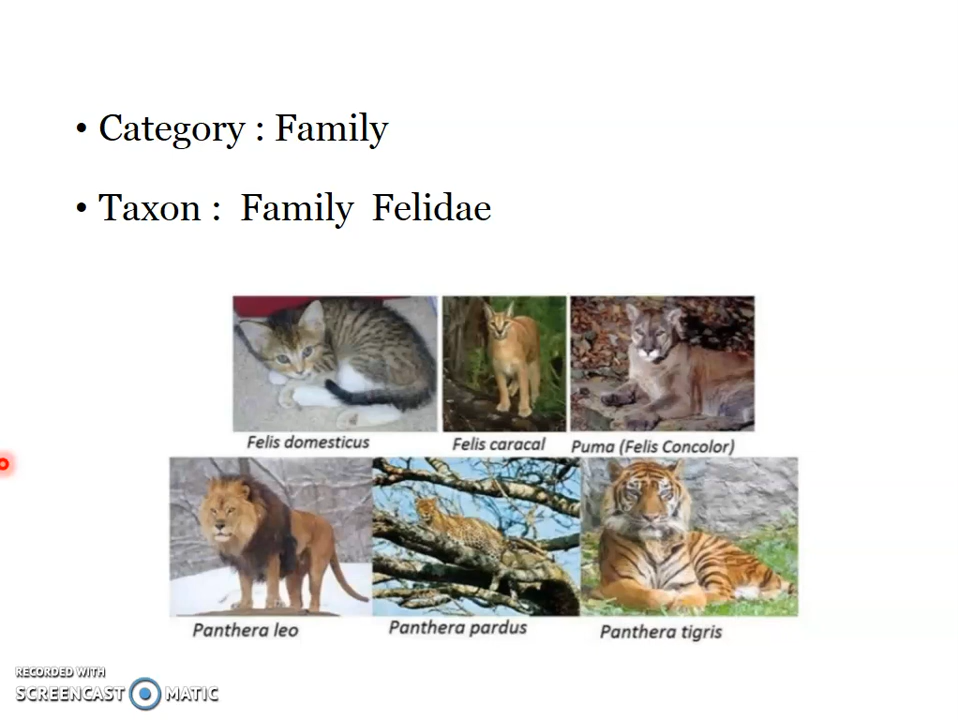 • Category : Family
• Taxon : Family Felidae
Felis domesticus
Felis caracal
Puma (Felis Concolor)
Panthera leo
Panthera pardus
Panthera tigris
RECORDED WITH
SCREENCAST MATIC